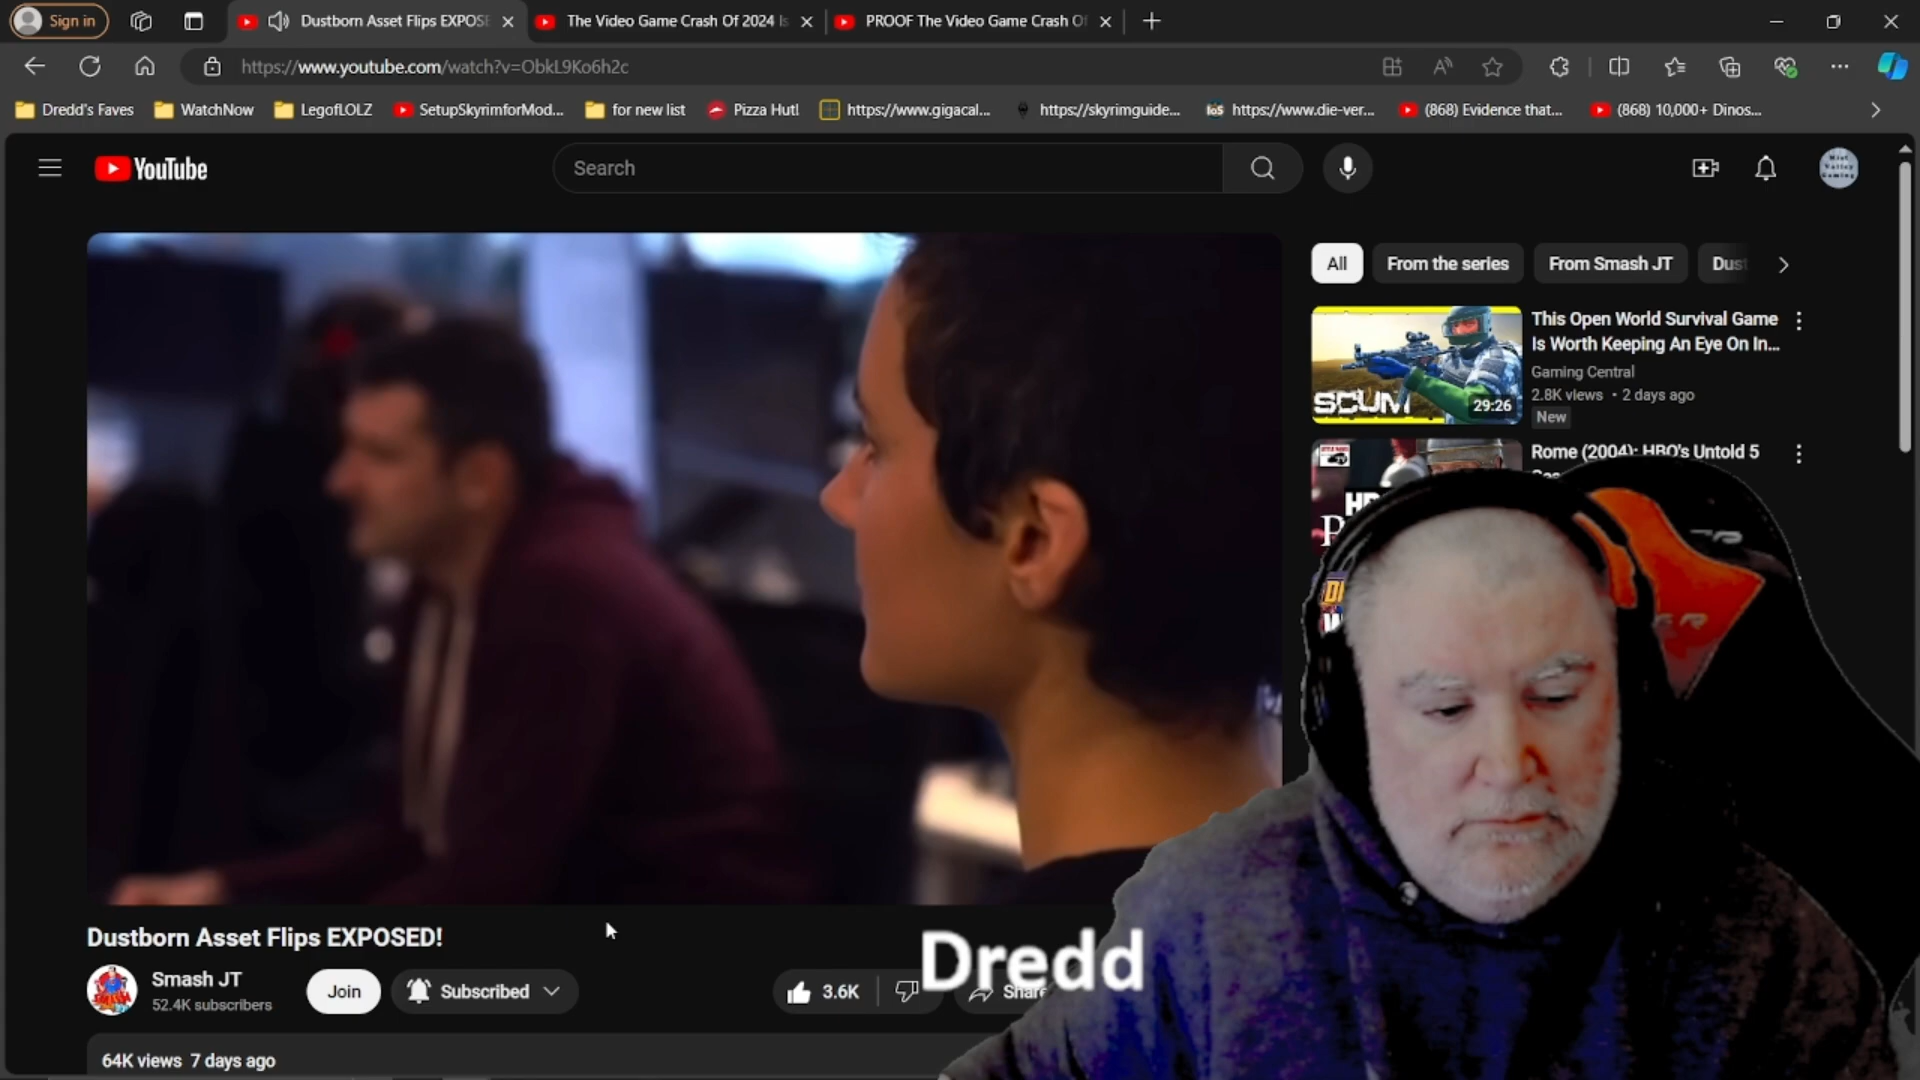 Sign in
Dustborn Asset Flips EXPOSE
The Video Game Crash Of 2024 Is
PROOF The Video Game Crash Of
https://www.youtube.com/watch?v=ObkL9Ko6h2c
Dredd's Faves
WatchNow
LegofLOLZ
SetupSkyrimforMod...
for new list
Pizza Hut!
https://www.gigacal...
https://skyrimguide...
https://www.die-ver...
(868) Evidence that...
(868) 10,000+ Dinos...
YouTube
Search
All
From the series
From Smash JT
Dust
SCUM
29:26
This Open World Survival Game
Is Worth Keeping An Eye On In...
Gaming Central
2.8K views • 2 days ago
New
Rome (2004): HBO's Untold 5
Dustborn Asset Flips EXPOSED!
Smash JT
52.4K subscribers
Join
Subscribed
3.6K
Share
Dredd
64K views 7 days ago